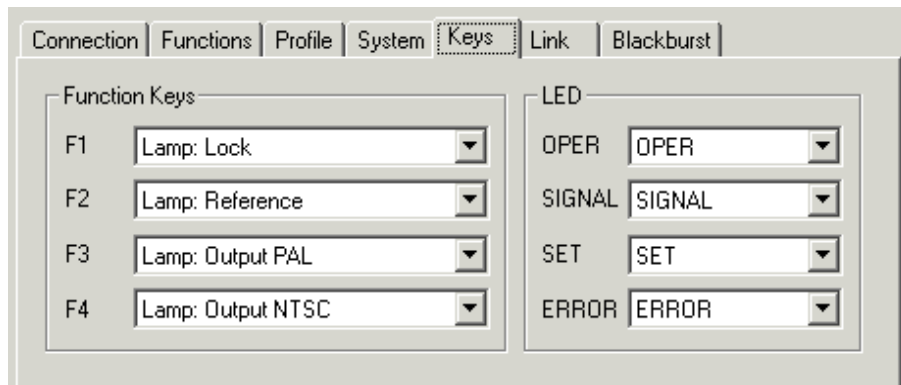 Connection Functions Profile System Keys Link Blackburst
Function Keys LED
F1 Lamp: Lock OPER OPER
F2 Lamp: Reference SIGNAL SIGNAL
F3 Lamp: Output PAL SET SET
F4 Lamp: Output NTSC ERROR ERROR